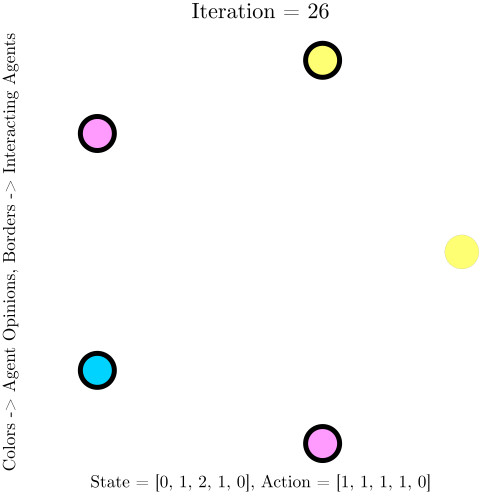 Iteration = 26
Colors -> Agent Opinions, Borders -> Interacting Agents
State = [0, 1, 2, 1, 0], Action = [1, 1, 1, 1, 0]